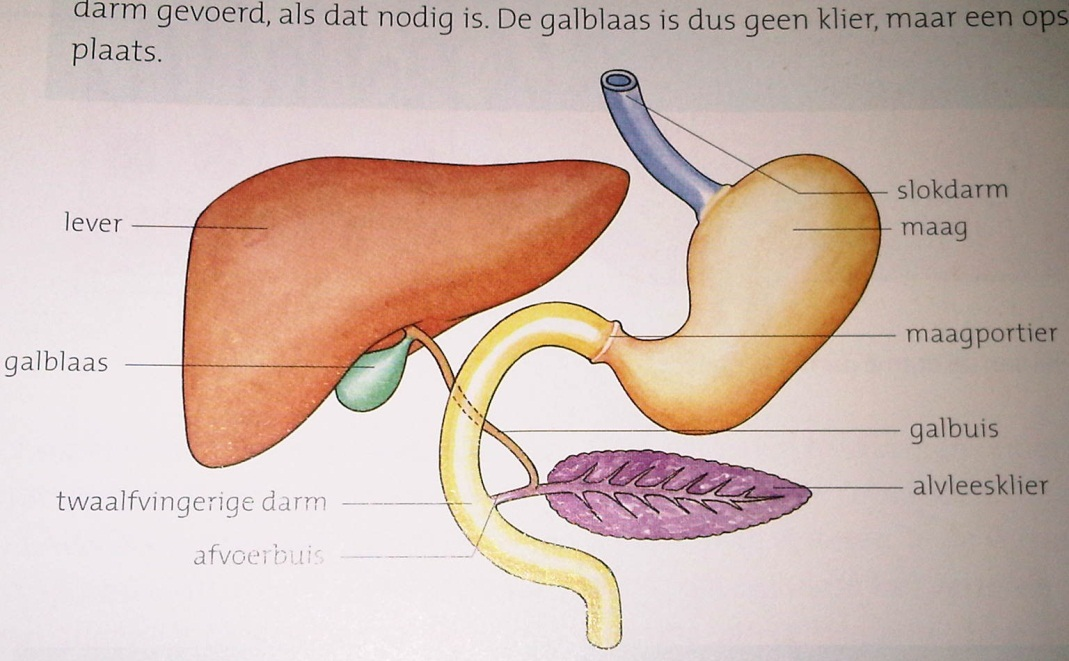 darm gevoerd, als dat nodig is. De galblaas is dus geen klier, maar een ops
plaats.
slokdarm
lever
maag
maagportier
galblaas
galbuis
alvleesklier
twaalfvingerige darm
afvoerbuis